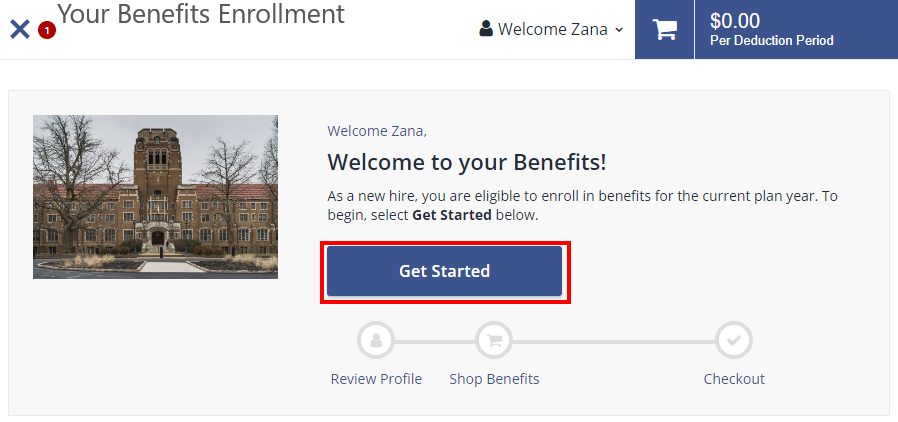 Your Benefits Enrollment
1
Welcome Zana
$0.00
Per Deduction Period
Welcome Zana,
Welcome to your Benefits!
As a new hire, you are eligible to enroll in benefits for the current plan year. To
begin, select Get Started below.
Get Started
Review Profile
Shop Benefits
Checkout